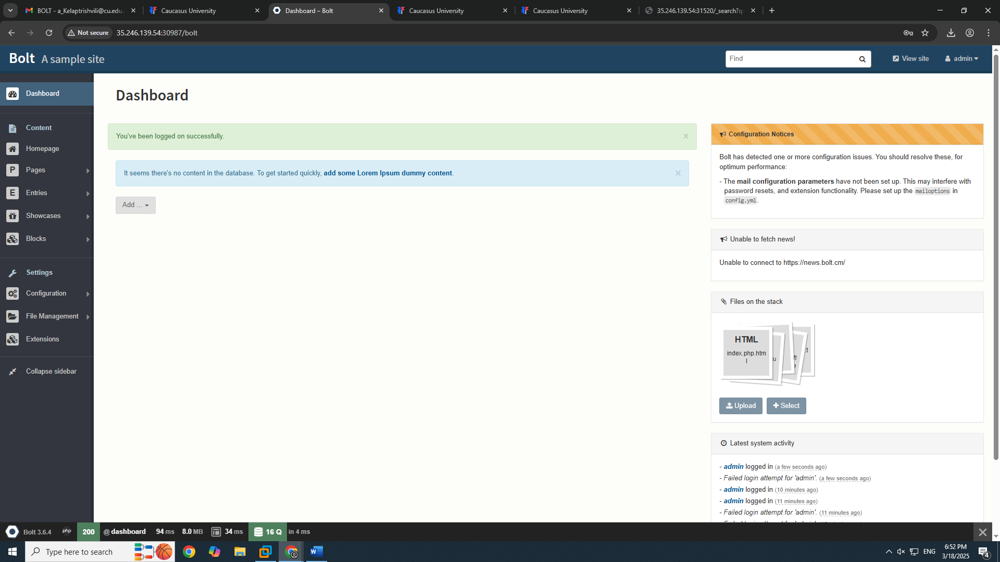 BOLT - a_Kelaptrishvili@cu.edu.
Caucasus University
Dashboard – Bolt
Caucasus University
Caucasus University
35.246.139.54:31520/_search?q=
Not secure
35.246.139.54:30987/bolt
Bolt A sample site
Find
View site
admin
Dashboard
Content
Homepage
P Pages
E Entries
Showcases
Blocks
Settings
Configuration
File Management
Extensions
Collapse sidebar
Dashboard
You've been logged on successfully.
It seems there's no content in the database. To get started quickly, add some Lorem Ipsum dummy content.
Add ...
Configuration Notices
Bolt has detected one or more configuration issues. You should resolve these, for
optimum performance:
- The mail configuration parameters have not been set up. This may interfere with
password resets, and extension functionality. Please set up the mailoptions in
config.yml.
Unable to fetch news!
Unable to connect to https://news.bolt.cm/
Files on the stack
HTML
index.php.htm
l
Upload
Select
Latest system activity
- admin logged in (a few seconds ago)
- Failed login attempt for 'admin'. (a few seconds ago)
- admin logged in (10 minutes ago)
- admin logged in (11 minutes ago)
- Failed login attempt for 'admin'. (11 minutes ago)
Bolt 3.6.4
php
200 @ dashboard 94 ms 8.0 MB 34 ms 16 Q in 4 ms
Type here to search
ENG
6:52 PM
3/18/2025
4